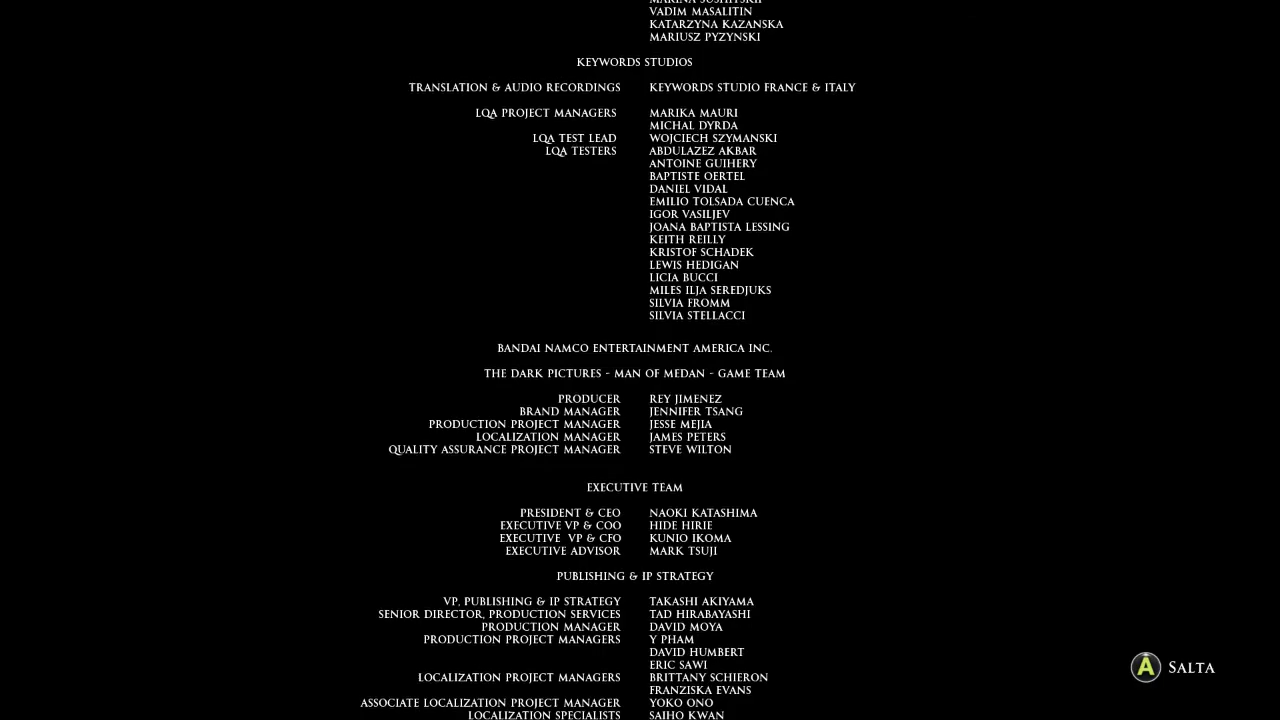 VADIM MASALITIN
KATARZYNA KAZANSKA
MARIUSZ PYZYNSKI
KEYWORDS STUDIOS
TRANSLATION & AUDIO RECORDINGS KEYWORDS STUDIO FRANCE & ITALY
LQA PROJECT MANAGERS MARIKA MAURI
MICHAL DYRDA
LQA TEST LEAD WOJCIECH SZYMANSKI
LQA TESTERS ABDULAZEZ AKBAR
ANTOINE GUIHERY
BAPTISTE OERTEL
DANIEL VIDAL
EMILIO TOLSADA CUENCA
IGOR VASILJEV
JOANA BAPTISTA LESSING
KEITH REILLY
KRISTOF SCHADEK
LEWIS HEDIGAN
LICIA BUCCI
MILES ILJA SEREDJUKS
SILVIA FROMM
SILVIA STELLACCI
BANDAI NAMCO ENTERTAINMENT AMERICA INC.
THE DARK PICTURES - MAN OF MEDAN - GAME TEAM
PRODUCER REY JIMENEZ
BRAND MANAGER JENNIFER TSANG
PRODUCTION PROJECT MANAGER JESSE MEJIA
LOCALIZATION MANAGER JAMES PETERS
QUALITY ASSURANCE PROJECT MANAGER STEVE WILTON
EXECUTIVE TEAM
PRESIDENT & CEO NAOKI KATASHIMA
EXECUTIVE VP & COO HIDE HIRIE
EXECUTIVE VP & CFO KUNIO IKOMA
EXECUTIVE ADVISOR MARK TSUJI
PUBLISHING & IP STRATEGY
VP, PUBLISHING & IP STRATEGY TAKASHI AKIYAMA
SENIOR DIRECTOR, PRODUCTION SERVICES TAD HIRABAYASHI
PRODUCTION MANAGER DAVID MOYA
PRODUCTION PROJECT MANAGERS Y PHAM
DAVID HUMBERT
ERIC SAWI
LOCALIZATION PROJECT MANAGERS BRITTANY SCHIERON
FRANZISKA EVANS
ASSOCIATE LOCALIZATION PROJECT MANAGER YOKO ONO
LOCALIZATION SPECIALISTS SAIHO KWAN
A SALTA